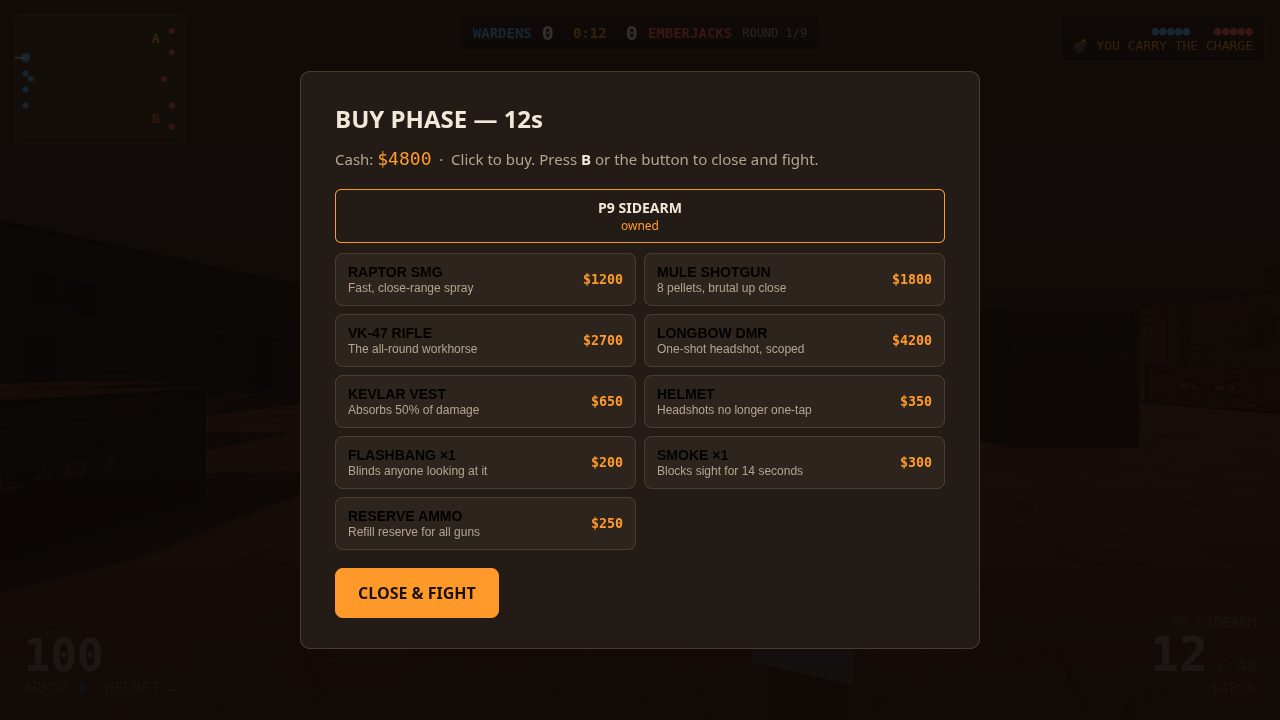 A
B
WARDENS 0 0:12 0 EMBERJACKS ROUND 1/9
YOU CARRY THE CHARGE
BUY PHASE — 12s
Cash: $4800 · Click to buy. Press B or the button to close and fight.
P9 SIDEARM
owned
RAPTOR SMG
Fast, close-range spray
$1200
MULE SHOTGUN
8 pellets, brutal up close
$1800
VK-47 RIFLE
The all-round workhorse
$2700
LONGBOW DMR
One-shot headshot, scoped
$4200
KEVLAR VEST
Absorbs 50% of damage
$650
HELMET
Headshots no longer one-tap
$350
FLASHBANG ×1
Blinds anyone looking at it
$200
SMOKE ×1
Blocks sight for 14 seconds
$300
RESERVE AMMO
Refill reserve for all guns
$250
CLOSE & FIGHT
100
ARMOR 0 HELMET —
P9 SIDEARM
12 / 48
$4800